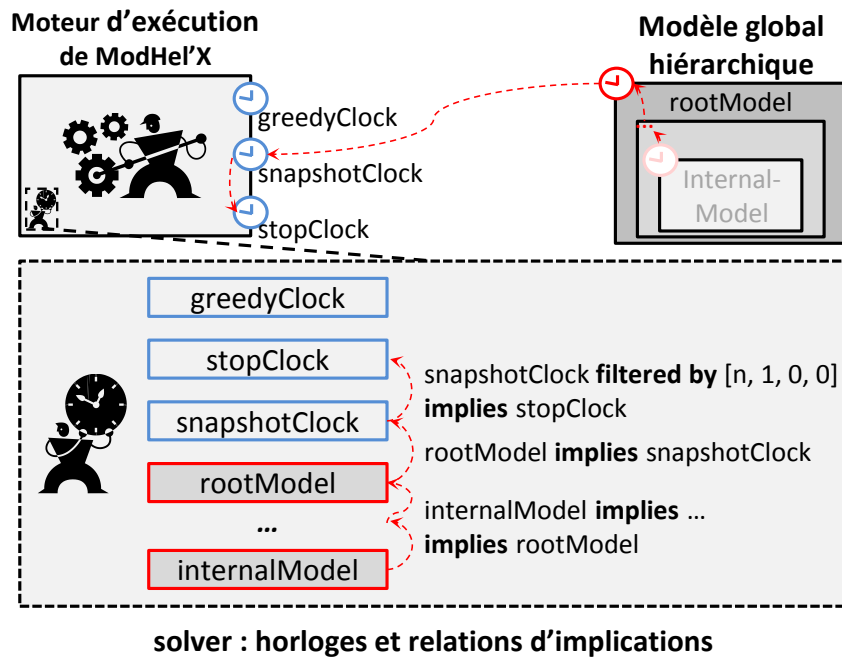 Moteur d'exécution
de ModHel'X
Modèle global
hiérarchique
greedyClock
snapshotClock
stopClock
rootModel
...
Internal-
Model
greedyClock
stopClock
snapshotClock
rootModel
...
internalModel
snapshotClock filtered by [n, 1, 0, 0]
implies stopClock
rootModel implies snapshotClock
internalModel implies ...
implies rootModel
solver : horloges et relations d'implications